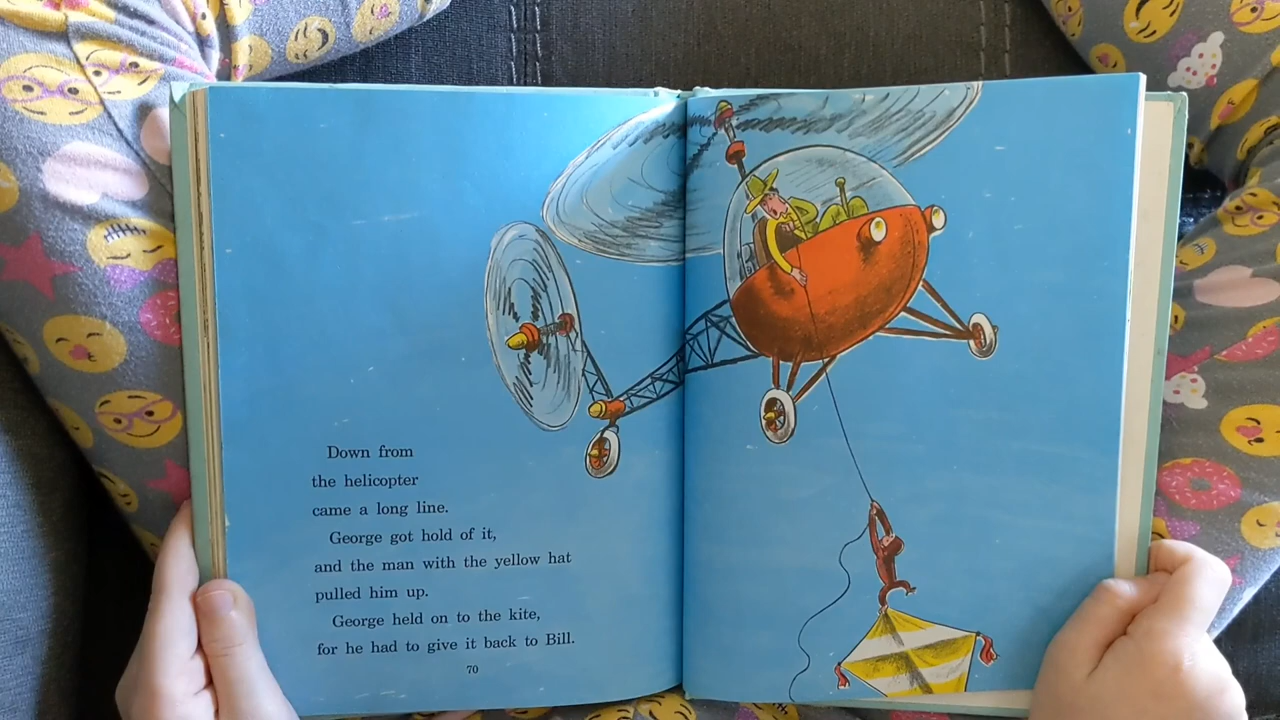 Down from
the helicopter
came a long line.
George got hold of it,
and the man with the yellow hat
pulled him up.
George held on to the kite,
for he had to give it back to Bill.
70